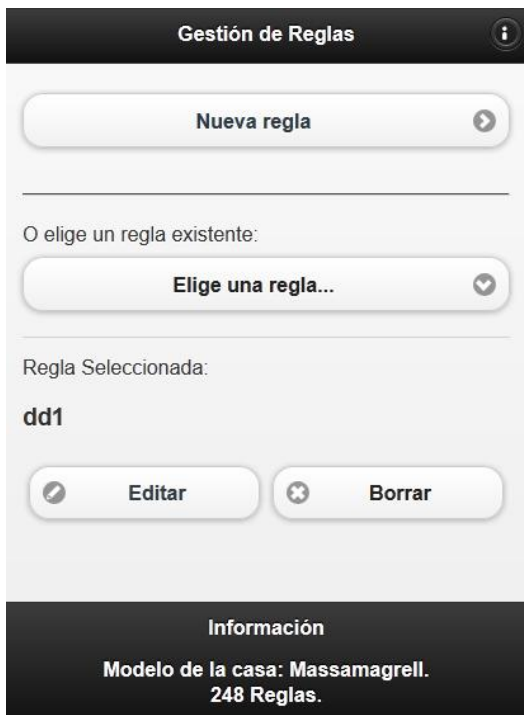 Gestión de Reglas
Nueva regla
O elige un regla existente:
Elige una regla...
Regla Seleccionada:
dd1
Editar
Borrar
Información
Modelo de la casa: Massamagrell.
248 Reglas.